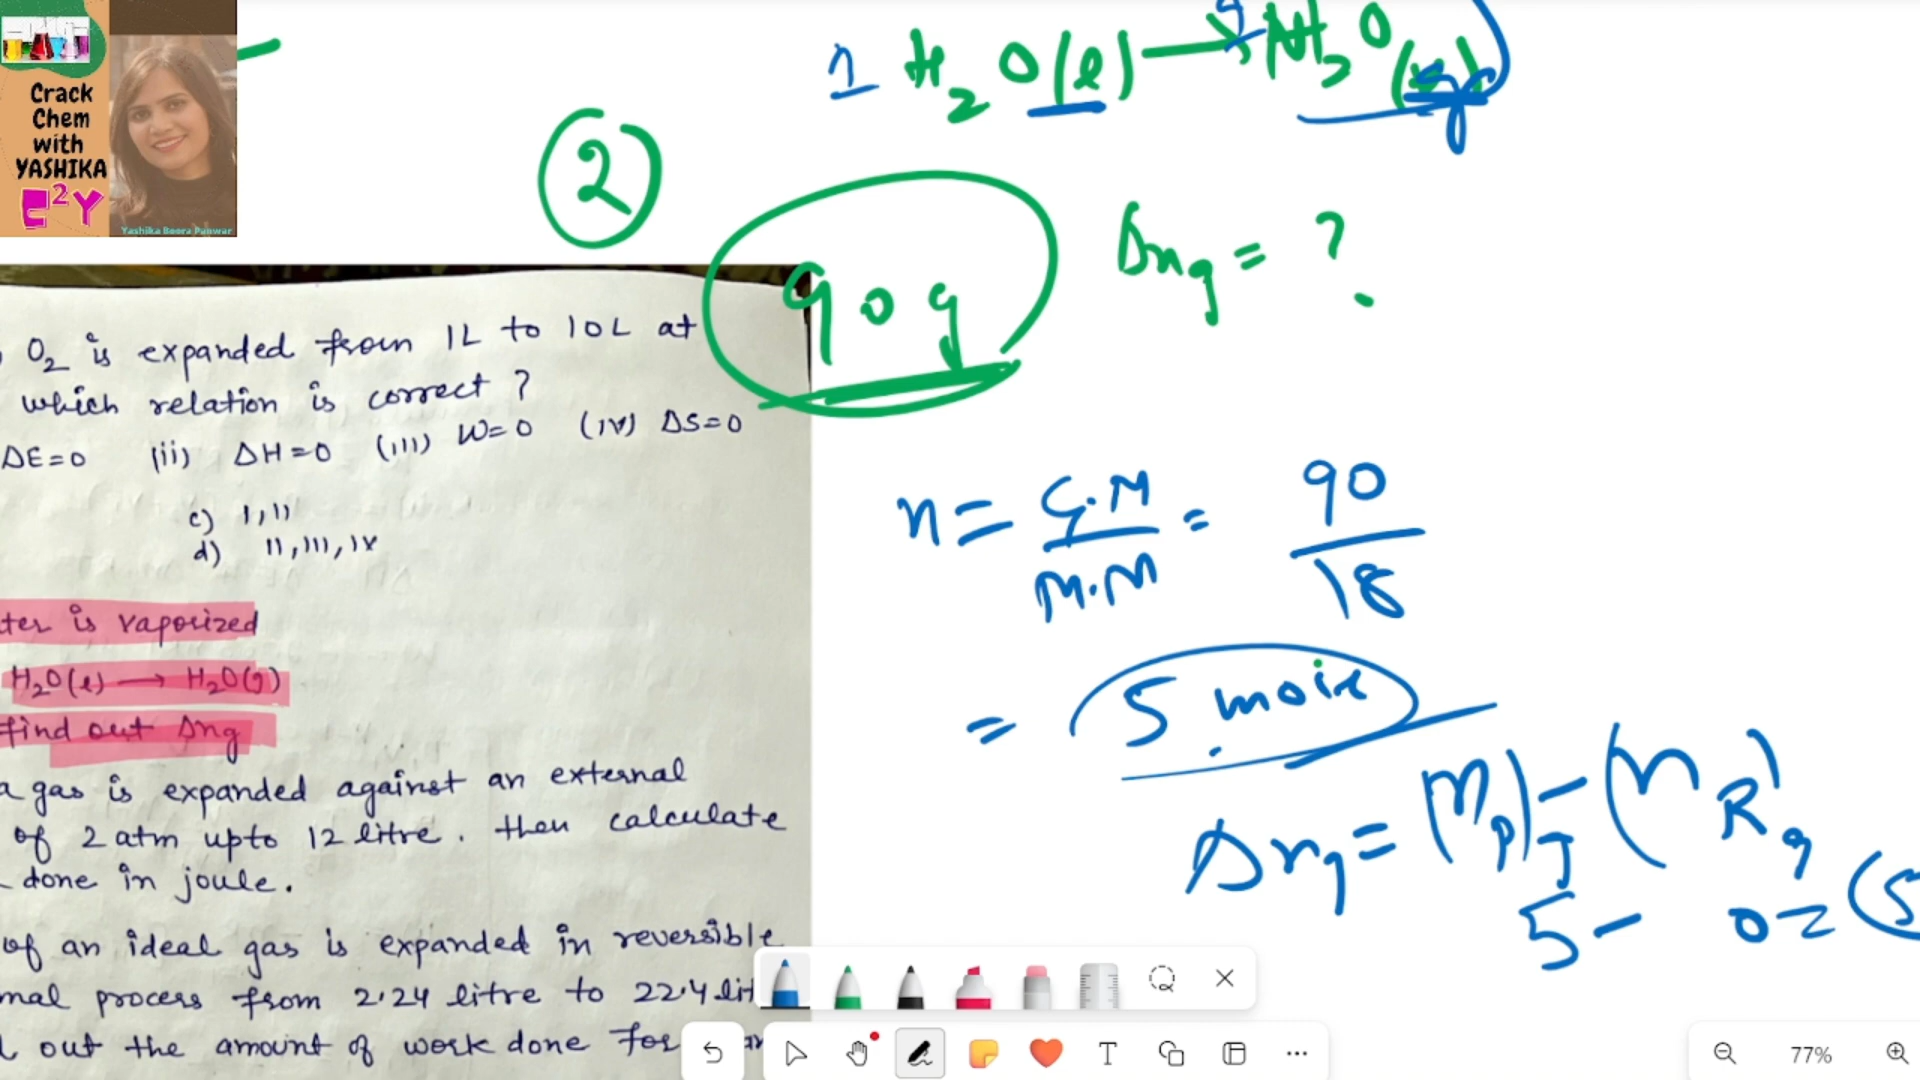 Crack
Chem
with
YASHIKA
C²Y
Yashika Boora Panwar
1 H2O(l) → H2O(g)
2
90g
Δng = ?
O2 is expanded from 1L to 10L at
which relation is correct ?
ΔE=0 (ii) ΔH=0 (iii) W=0 (iv) ΔS=0
c) I,II
d) II,III,IV
ter is vaporized
H2O(l) → H2O(g)
find out Δng
a gas is expanded against an external
of 2 atm upto 12 litre. then calculate
done in joule.
of an ideal gas is expanded in reversible
mal process from 2.24 litre to 22.4 lit
out the amount of work done for
n = G.M/M.M = 90/18
= 5 mole
Δng = (nP)g - (nR)g
5 - 0 = (5
77%